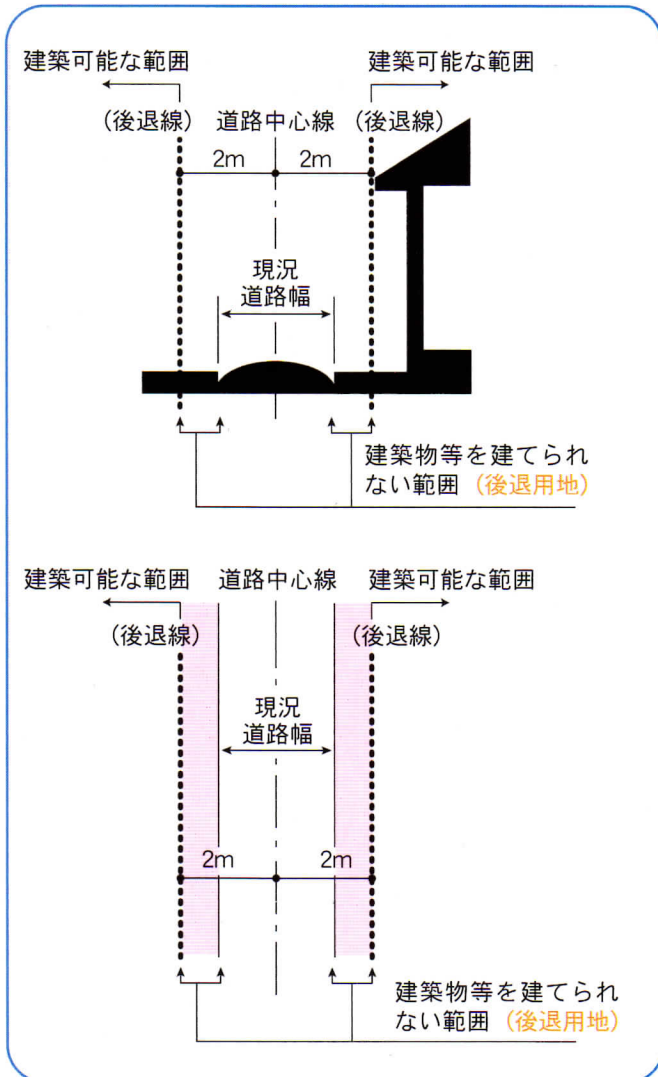 建築可能な範囲
建築可能な範囲
(後退線)
道路中心線
(後退線)
2m
2m
現況
道路幅
建築物等を建てられ
ない範囲(後退用地)
建築可能な範囲
道路中心線
建築可能な範囲
(後退線)
(後退線)
現況
道路幅
2m
2m
建築物等を建てられ
ない範囲(後退用地)